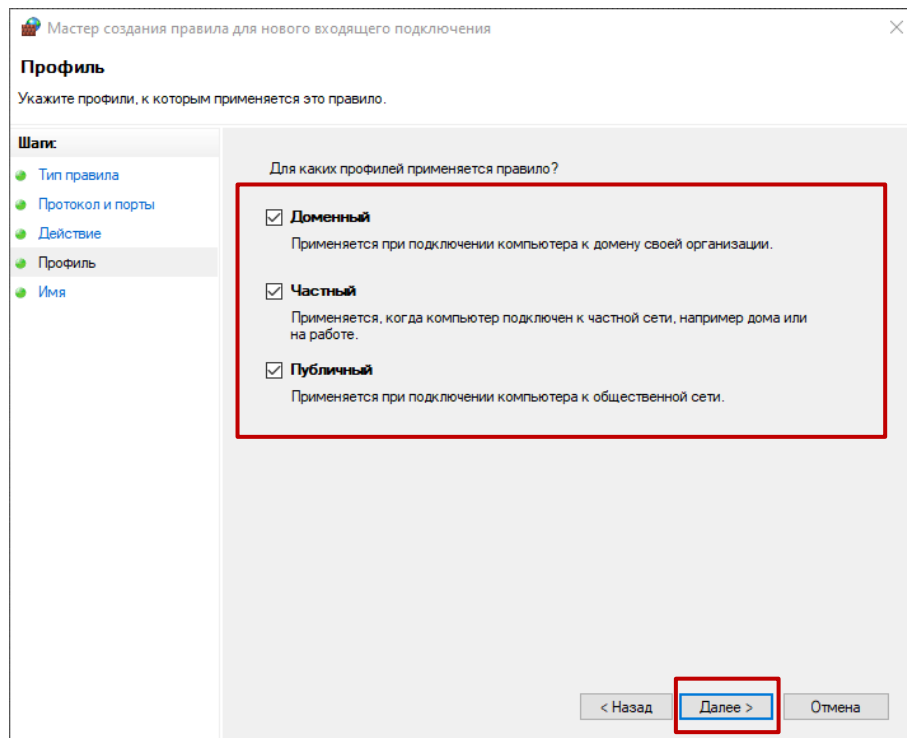 Мастер создания правила для нового входящего подключения
Профиль
Укажите профили, к которым применяется это правило.
Шаги:
Тип правила
Протокол и порты
Действие
Профиль
Имя
Для каких профилей применяется правило?
Доменный
Применяется при подключении компьютера к домену своей организации.
Частный
Применяется, когда компьютер подключен к частной сети, например дома или
на работе.
Публичный
Применяется при подключении компьютера к общественной сети.
< Назад
Далее >
Отмена